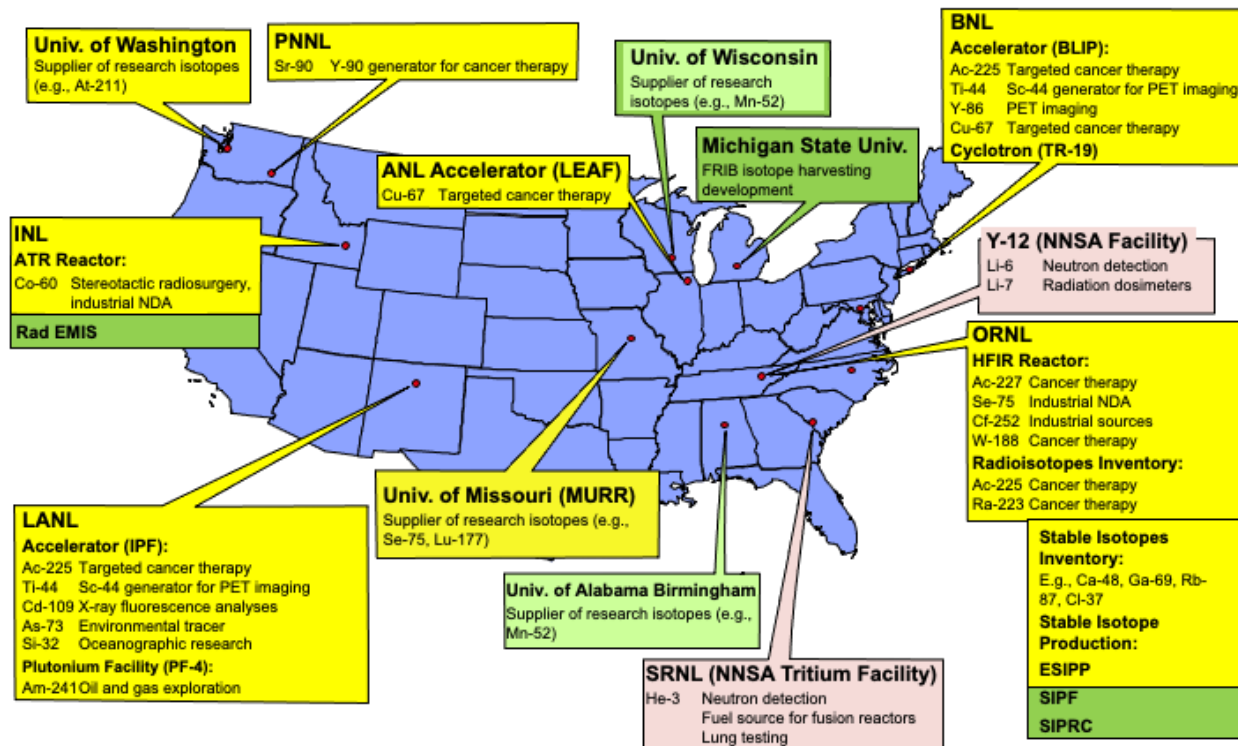 Univ. of Washington
Supplier of research isotopes
(e.g., At-211)
PNNL
Sr-90 Y-90 generator for cancer therapy
Univ. of Wisconsin
Supplier of research
isotopes (e.g., Mn-52)
BNL
Accelerator (BLIP):
Ac-225 Targeted cancer therapy
Ti-44 Sc-44 generator for PET imaging
Y-86 PET imaging
Cu-67 Targeted cancer therapy
Cyclotron (TR-19)
Michigan State Univ.
FRIB isotope harvesting
development
ANL Accelerator (LEAF)
Cu-67 Targeted cancer therapy
INL
ATR Reactor:
Co-60 Stereotactic radiosurgery,
industrial NDA
Rad EMIS
Y-12 (NNSA Facility)
Li-6 Neutron detection
Li-7 Radiation dosimeters
ORNL
HFIR Reactor:
Ac-227 Cancer therapy
Se-75 Industrial NDA
Cf-252 Industrial sources
W-188 Cancer therapy
Radioisotopes Inventory:
Ac-225 Cancer therapy
Ra-223 Cancer therapy
Stable Isotopes
Inventory:
E.g., Ca-48, Ga-69, Rb-
87, Cl-37
Stable Isotope
Production:
ESIPP
SIPF
SIPRC
Univ. of Missouri (MURR)
Supplier of research isotopes (e.g.,
Se-75, Lu-177)
LANL
Accelerator (IPF):
Ac-225 Targeted cancer therapy
Ti-44 Sc-44 generator for PET imaging
Cd-109 X-ray fluorescence analyses
As-73 Environmental tracer
Si-32 Oceanographic research
Plutonium Facility (PF-4):
Am-241 Oil and gas exploration
Univ. of Alabama Birmingham
Supplier of research isotopes (e.g.,
Mn-52)
SRNL (NNSA Tritium Facility)
He-3 Neutron detection
Fuel source for fusion reactors
Lung testing